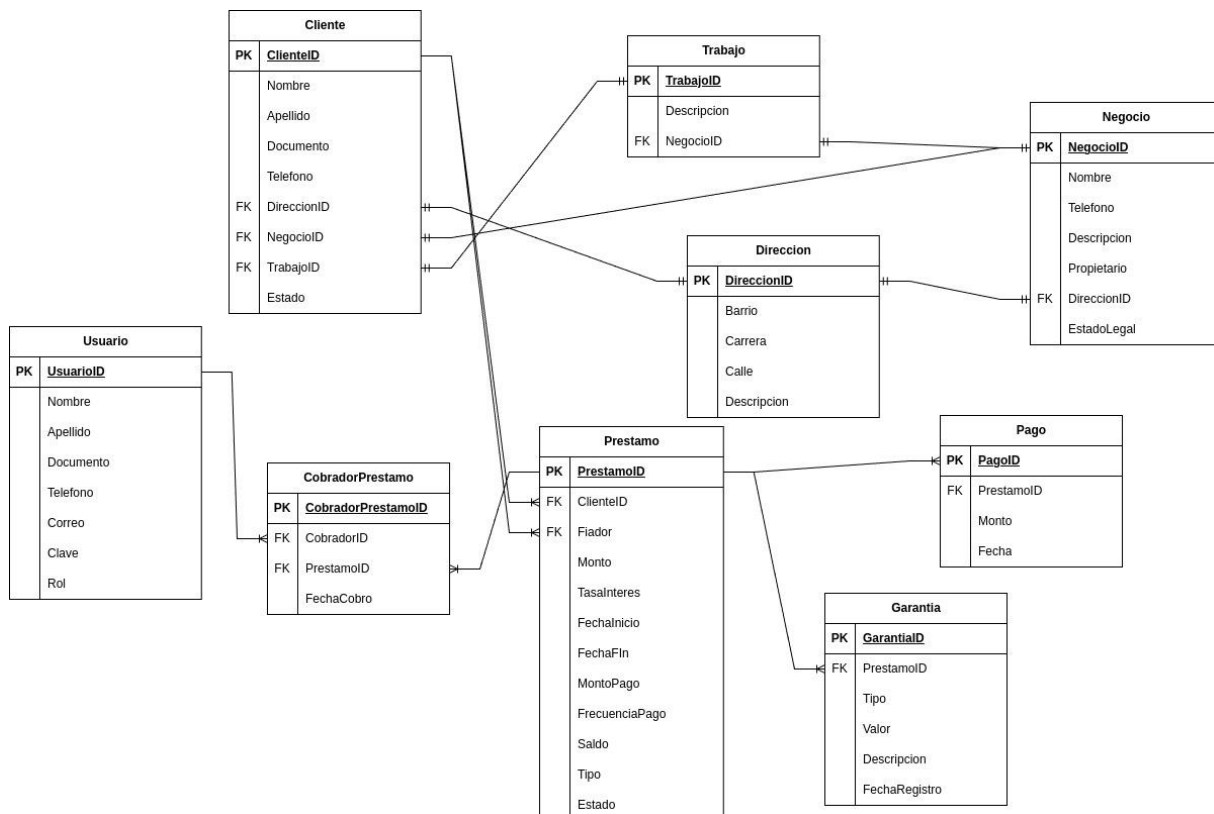 Cliente
PK ClienteID
Nombre
Apellido
Documento
Telefono
FK DireccionID
FK NegocioID
FK TrabajoID
Estado
Trabajo
PK TrabajoID
Descripcion
FK NegocioID
Negocio
PK NegocioID
Nombre
Telefono
Descripcion
Propietario
FK DireccionID
EstadoLegal
Direccion
PK DireccionID
Barrio
Carrera
Calle
Descripcion
Usuario
PK UsuarioID
Nombre
Apellido
Documento
Telefono
Correo
Clave
Rol
CobradorPrestamo
PK CobradorPrestamoID
FK CobradorID
FK PrestamoID
FechaCobro
Prestamo
PK PrestamoID
FK ClienteID
FK Fiador
Monto
TasaInteres
FechaInicio
FechaFIn
MontoPago
FrecuenciaPago
Saldo
Tipo
Estado
Pago
PK PagoID
FK PrestamoID
Monto
Fecha
Garantia
PK GarantiaID
FK PrestamoID
Tipo
Valor
Descripcion
FechaRegistro